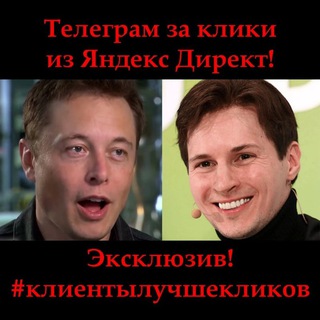 Телеграм за клики
из Яндекс Директ!
Эксклюзив!
#клиентылучшекликов